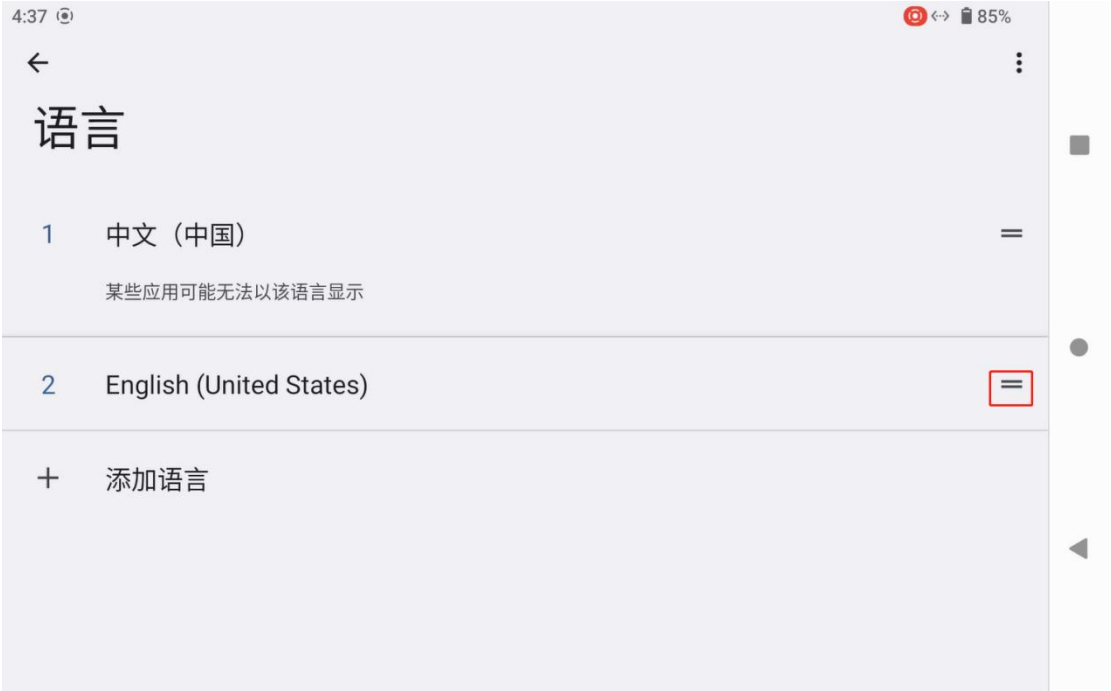 4:37
85%
语言
1 中文（中国）
某些应用可能无法以该语言显示
2 English (United States)
添加语言